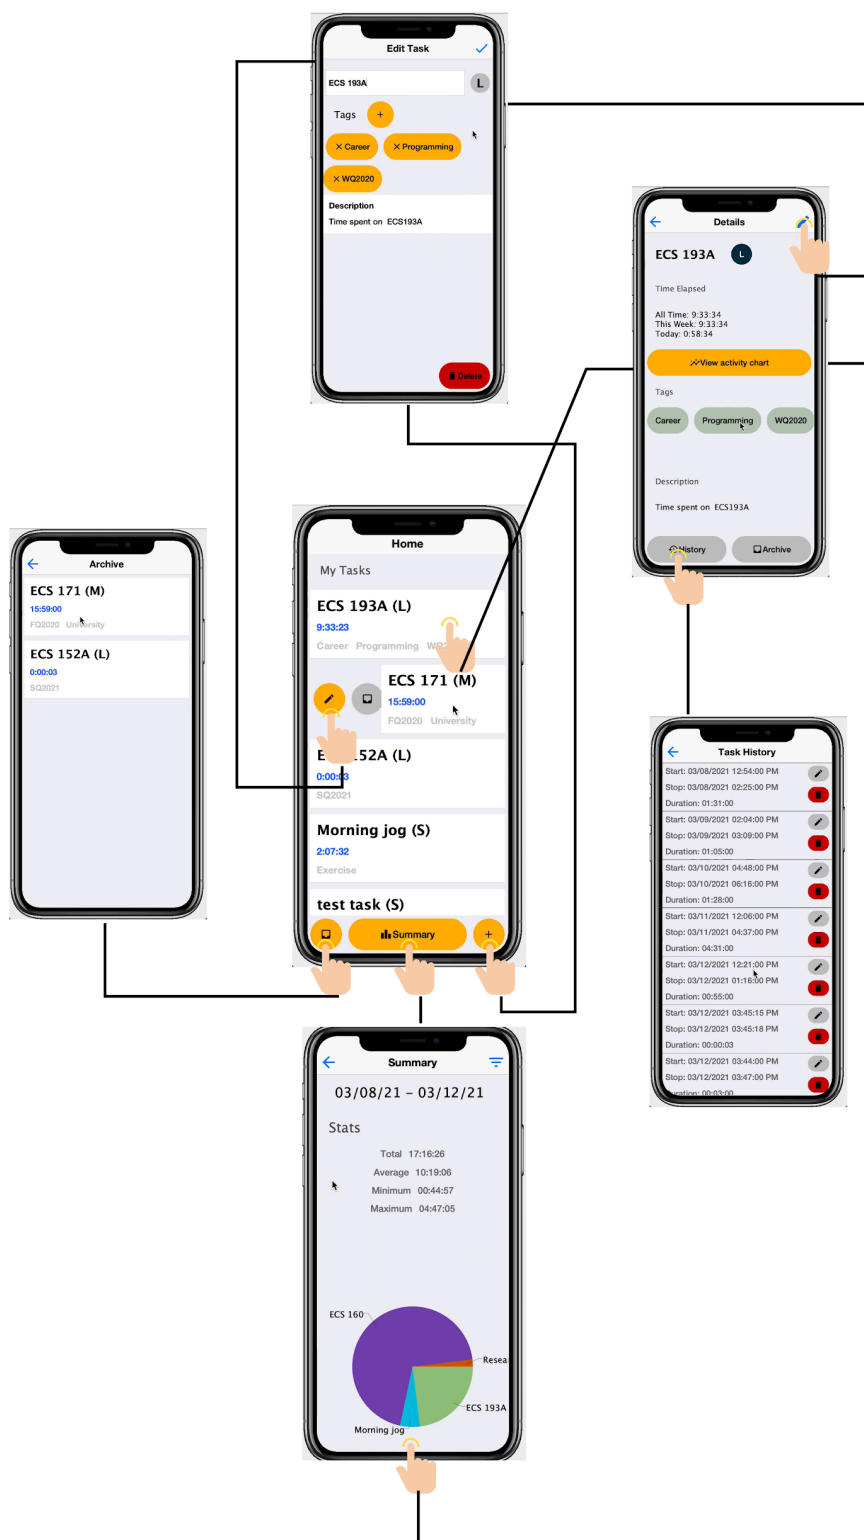 Edit Task
ECS 193A
L
Tags +
× Career
× Programming
× WQ2020
Description
Time spent on ECS193A
Delete
Details
ECS 193A L
Time Elapsed
All Time: 9:33:34
This Week: 9:33:34
Today: 0:58:34
View activity chart
Tags
Career
Programming
WQ2020
Description
Time spent on ECS193A
History
Archive
Archive
ECS 171 (M)
15:59:00
FQ2020 University
ECS 152A (L)
0:00:03
SQ2021
Home
My Tasks
ECS 193A (L)
9:33:23
Career Programming
ECS 171 (M)
15:59:00
FQ2020 University
152A (L)
0:00:03
SQ2021
Morning jog (S)
2:07:32
Exercise
test task (S)
Summary
+
Task History
Start: 03/08/2021 12:54:00 PM
Stop: 03/08/2021 02:25:00 PM
Duration: 01:31:00
Start: 03/09/2021 02:04:00 PM
Stop: 03/09/2021 03:09:00 PM
Duration: 01:05:00
Start: 03/10/2021 04:48:00 PM
Stop: 03/10/2021 06:16:00 PM
Duration: 01:28:00
Start: 03/11/2021 12:06:00 PM
Stop: 03/11/2021 04:37:00 PM
Duration: 04:31:00
Start: 03/12/2021 12:21:00 PM
Stop: 03/12/2021 01:16:00 PM
Duration: 00:55:00
Start: 03/12/2021 03:45:15 PM
Stop: 03/12/2021 03:45:18 PM
Duration: 00:00:03
Start: 03/12/2021 03:44:00 PM
Stop: 03/12/2021 03:47:00 PM
Duration: 00:03:00
Summary
03/08/21 – 03/12/21
Stats
Total 17:16:26
Average 10:19:06
Minimum 00:44:57
Maximum 04:47:05
ECS 160
Resea
ECS 193A
Morning jog